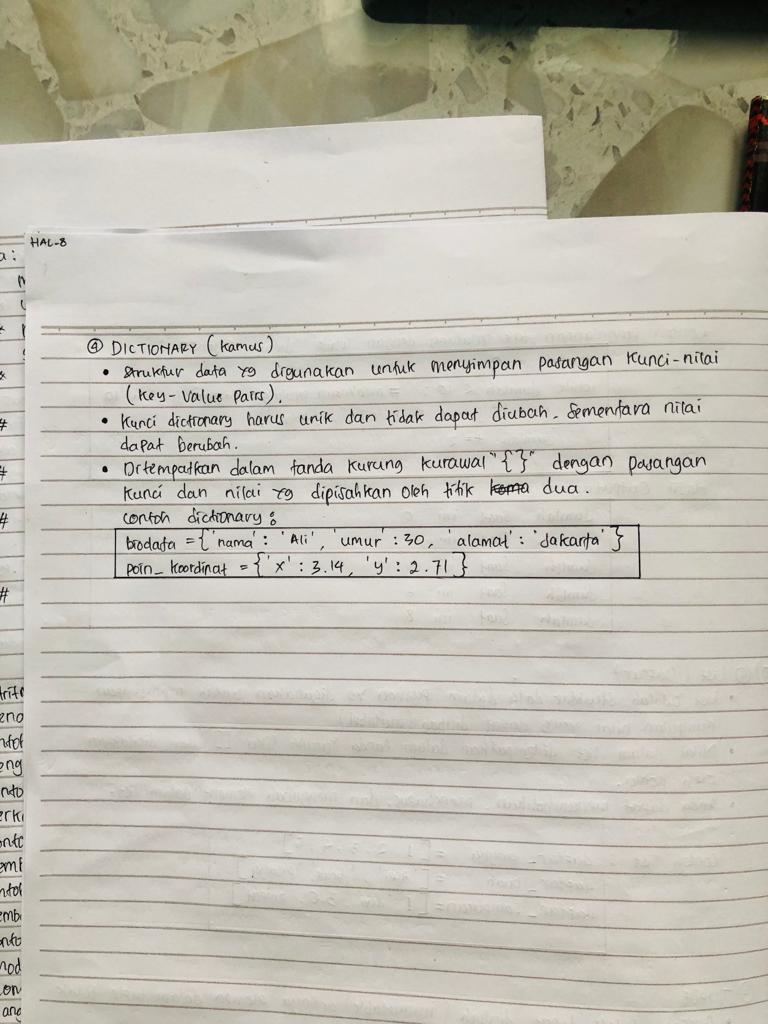 HAL-8
④ DICTIONARY (kamus)
• Struktur data yg digunakan untuk menyimpan pasangan kunci-nilai
(key-value pairs).
• Kunci dictionary harus unik dan tidak dapat diubah. Sementara nilai
dapat berubah.
• Ditempatkan dalam tanda kurung kurawal "{}" dengan pasangan
kunci dan nilai yg dipisahkan oleh titik koma dua.
contoh dictionary :
biodata = {'nama' : 'Ali', 'umur' : 30, 'alamat' : 'Jakarta'}
poin_koordinat = {'x' : 3.14, 'y' : 2.71}